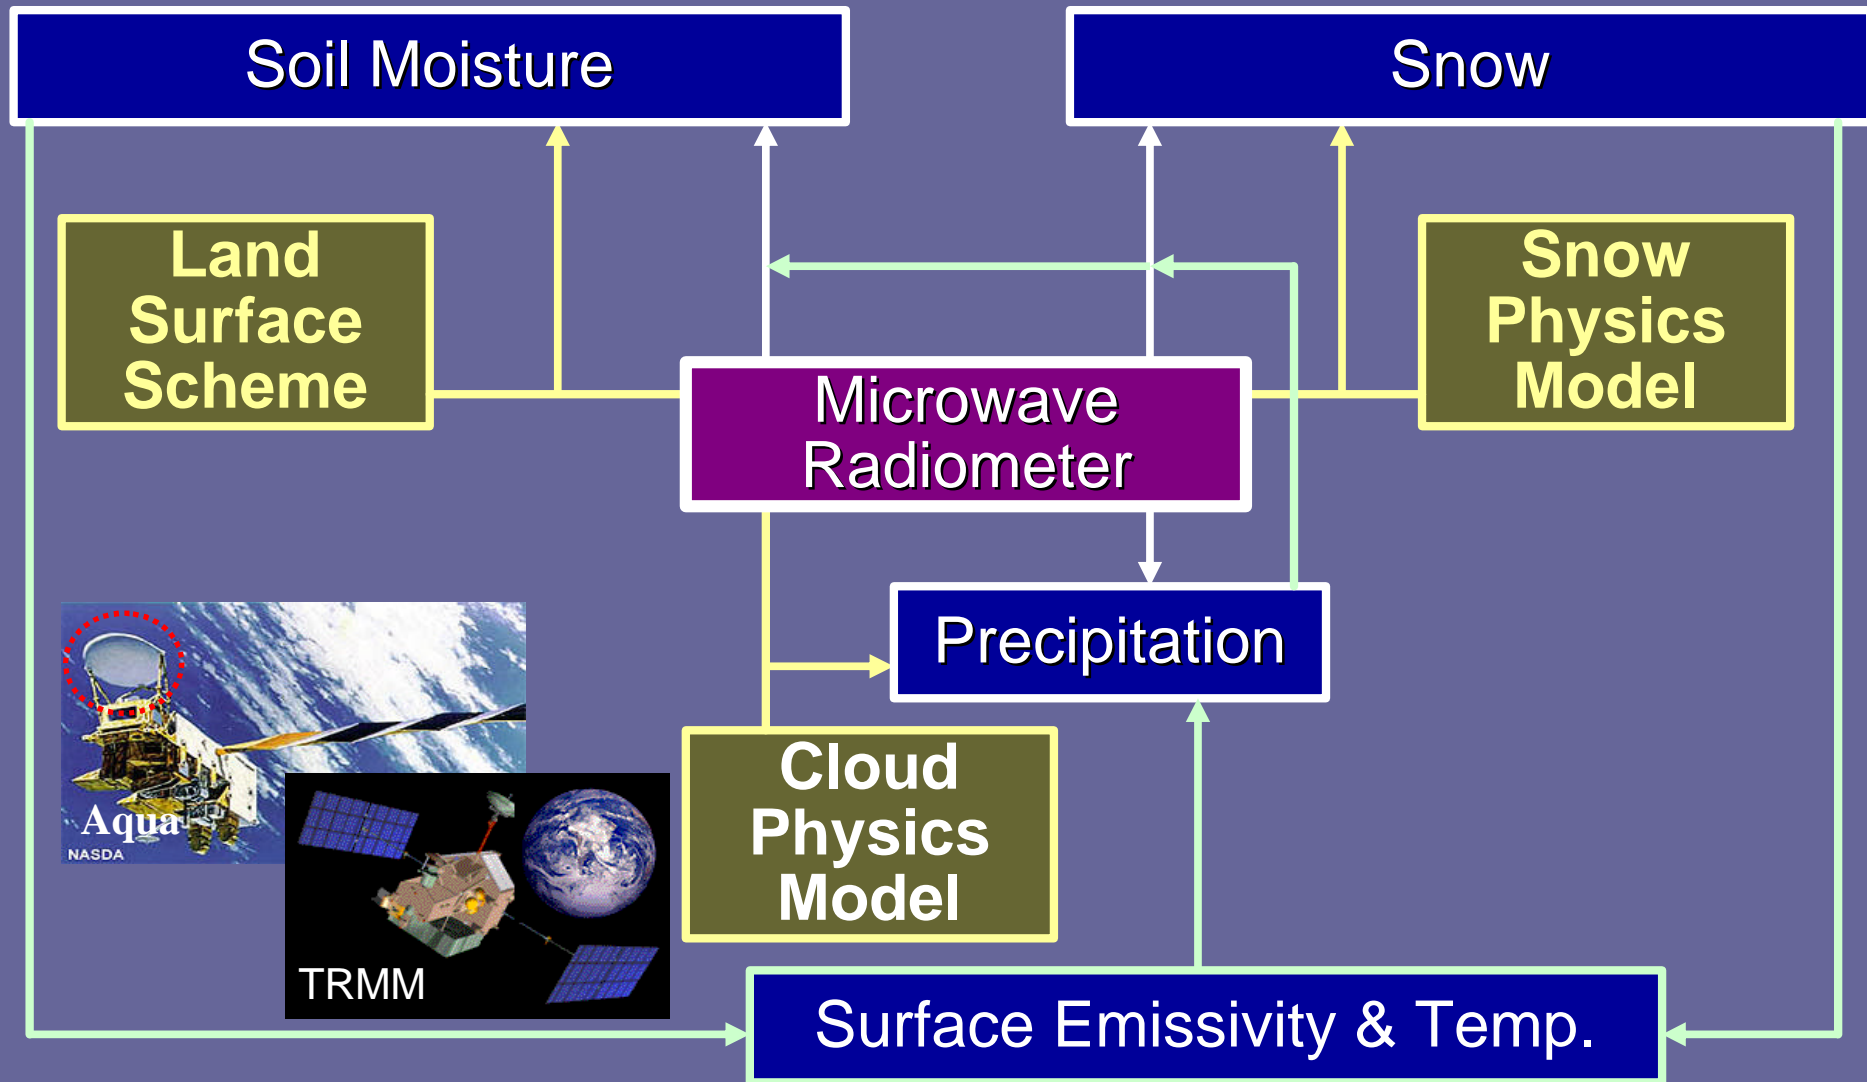 Soil Moisture
Snow
Land
Surface
Scheme
Snow
Physics
Model
Microwave
Radiometer
Precipitation
Aqua
NASDA
Cloud
Physics
Model
TRMM
Surface Emissivity & Temp.